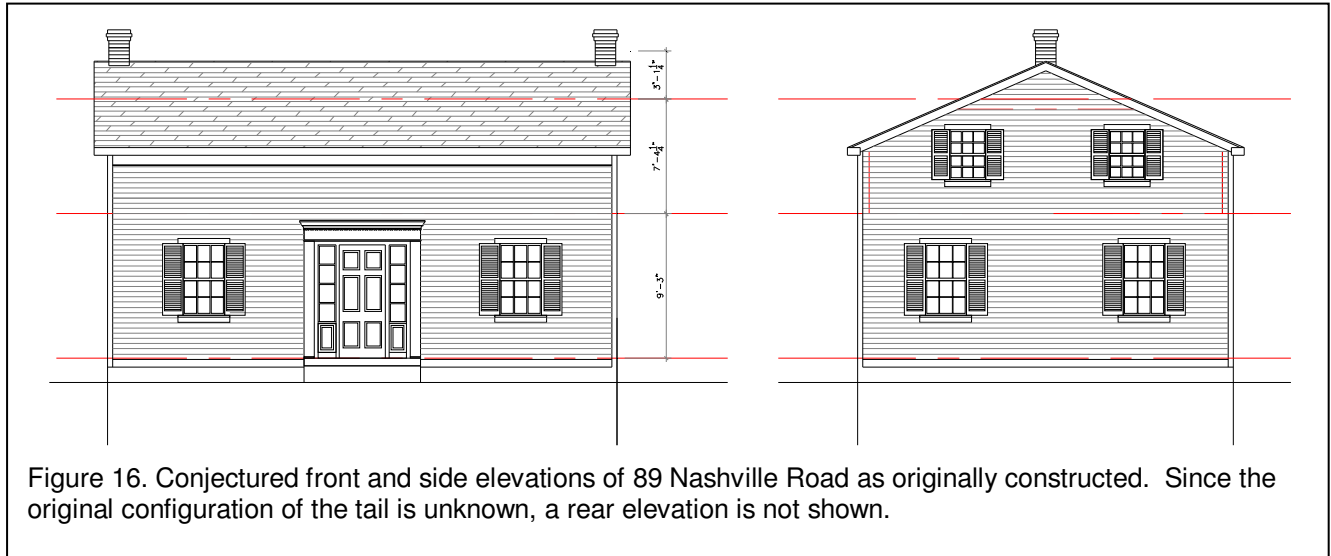 3'-1¼"
7'-4¼"
9'-3"
Figure 16. Conjectured front and side elevations of 89 Nashville Road as originally constructed.  Since the
original configuration of the tail is unknown, a rear elevation is not shown.